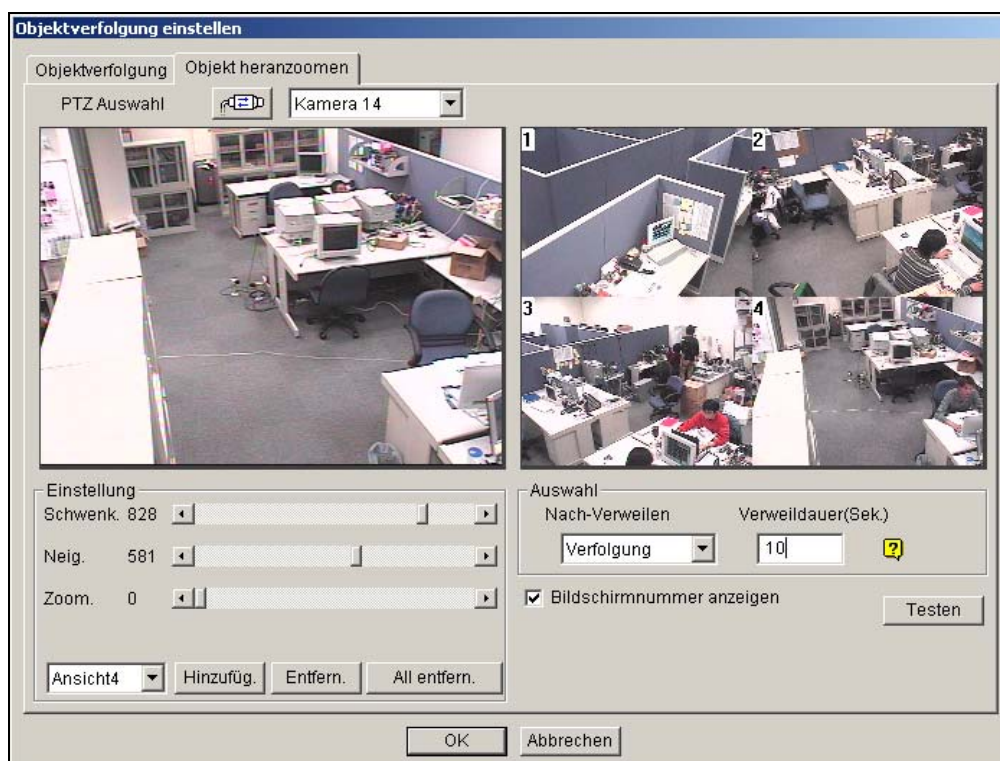 Objektverfolgung einstellen
Objektverfolgung Objekt heranzoomen
PTZ Auswahl Kamera 14
1 2
3 4
Einstellung
Schwenk. 828
Neig. 581
Zoom. 0
Ansicht4 Hinzufüg. Entfern. All entfern.
Auswahl
Nach-Verweilen Verweildauer(Sek.)
Verfolgung 10 ?
Bildschirmnummer anzeigen
Testen
OK Abbrechen